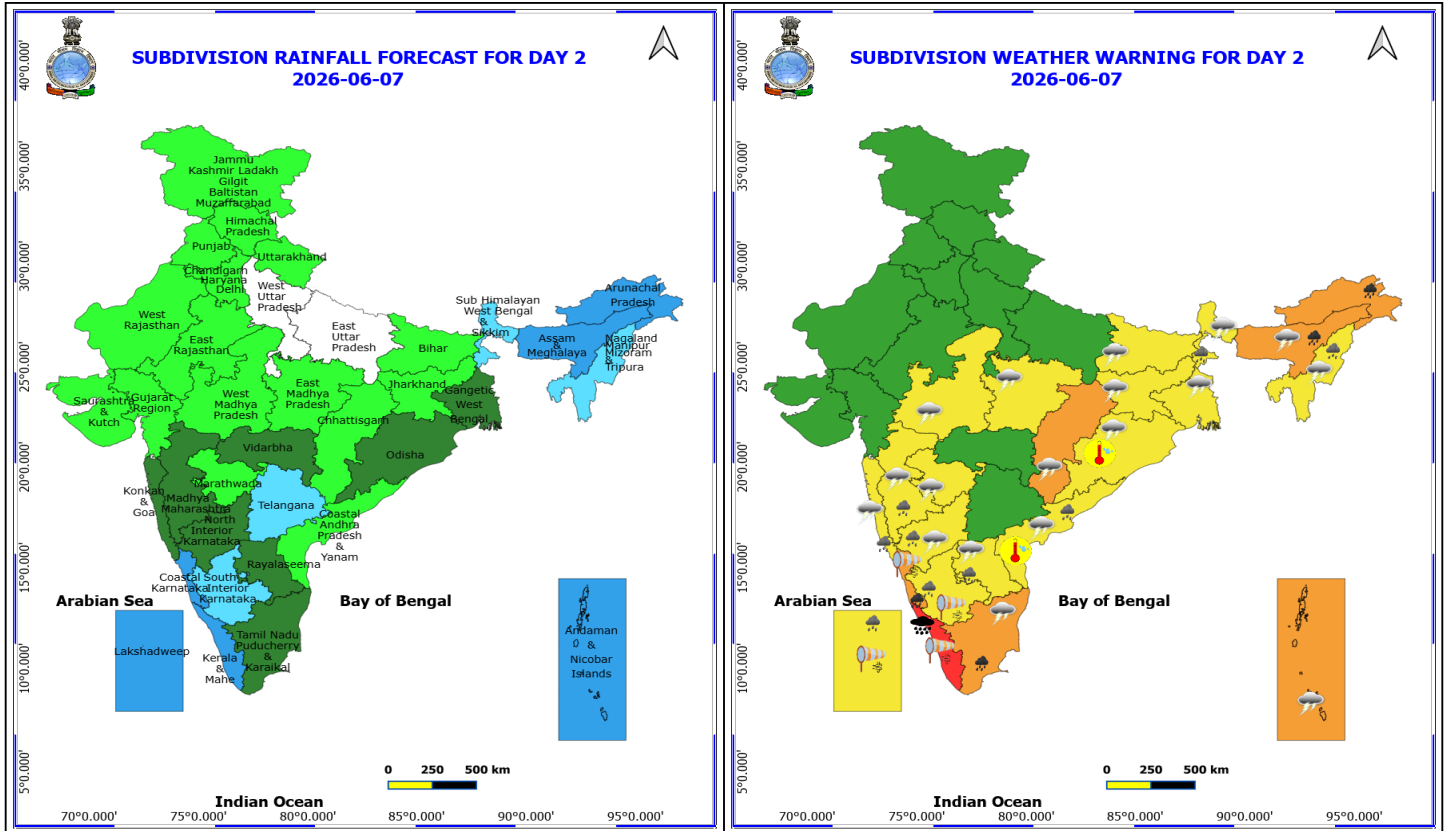 SUBDIVISION RAINFALL FORECAST FOR DAY 2
2026-06-07
40°0.000'
35°0.000'
30°0.000'
25°0.000'
20°0.000'
15°0.000'
10°0.000'
5°0.000'
Jammu
Kashmir Ladakh
Gilgit
Baltistan
Muzaffarabad
Himachal
Pradesh
Punjab
Uttarakhand
Chandigarh
Haryana
Delhi
West
Uttar
Pradesh
East
Uttar
Pradesh
West
Rajasthan
East
Rajasthan
Sub Himalayan
West Bengal
&
Sikkim
Arunachal
Pradesh
Assam
&
Meghalaya
Nagaland
Manipur
Mizoram
&
Tripura
Bihar
Jharkhand
Gangetic
West
Bengal
Saurashtra
&
Kutch
Gujarat
Region
West
Madhya
Pradesh
East
Madhya
Pradesh
Chhattisgarh
Odisha
Vidarbha
Marathwada
Konkan
&
Goa
Madhya
Maharashtra
North
Interior
Karnataka
Telangana
Coastal
Andhra
Pradesh
&
Yanam
Rayalaseema
Coastal
Karnataka
South
Interior
Karnataka
Tamil Nadu
Puducherry
&
Karaikal
Kerala
&
Mahe
Lakshadweep
Andaman
&
Nicobar
Islands
Arabian Sea
Bay of Bengal
Indian Ocean
0 250 500 km
70°0.000' 75°0.000' 80°0.000' 85°0.000' 90°0.000' 95°0.000'
SUBDIVISION WEATHER WARNING FOR DAY 2
2026-06-07
40°0.000'
35°0.000'
30°0.000'
25°0.000'
20°0.000'
15°0.000'
10°0.000'
5°0.000'
Arabian Sea
Bay of Bengal
Indian Ocean
0 250 500 km
70°0.000' 75°0.000' 80°0.000' 85°0.000' 90°0.000' 95°0.000'